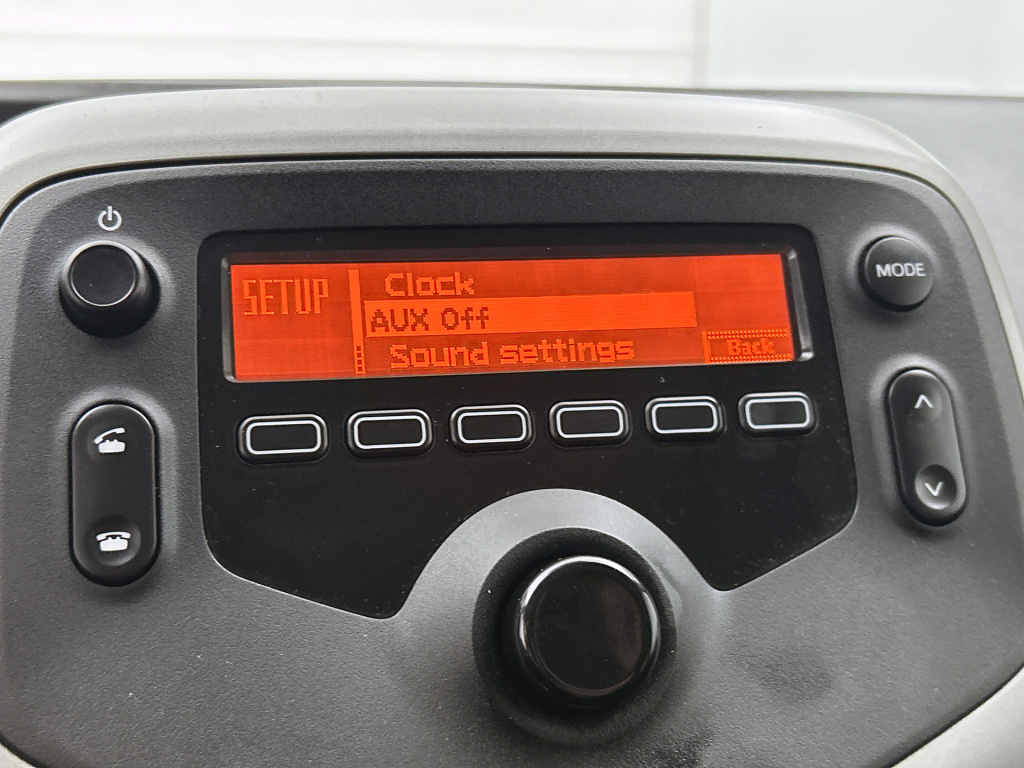 MODE
SETUP
Clock
AUX Off
Sound settings
Back